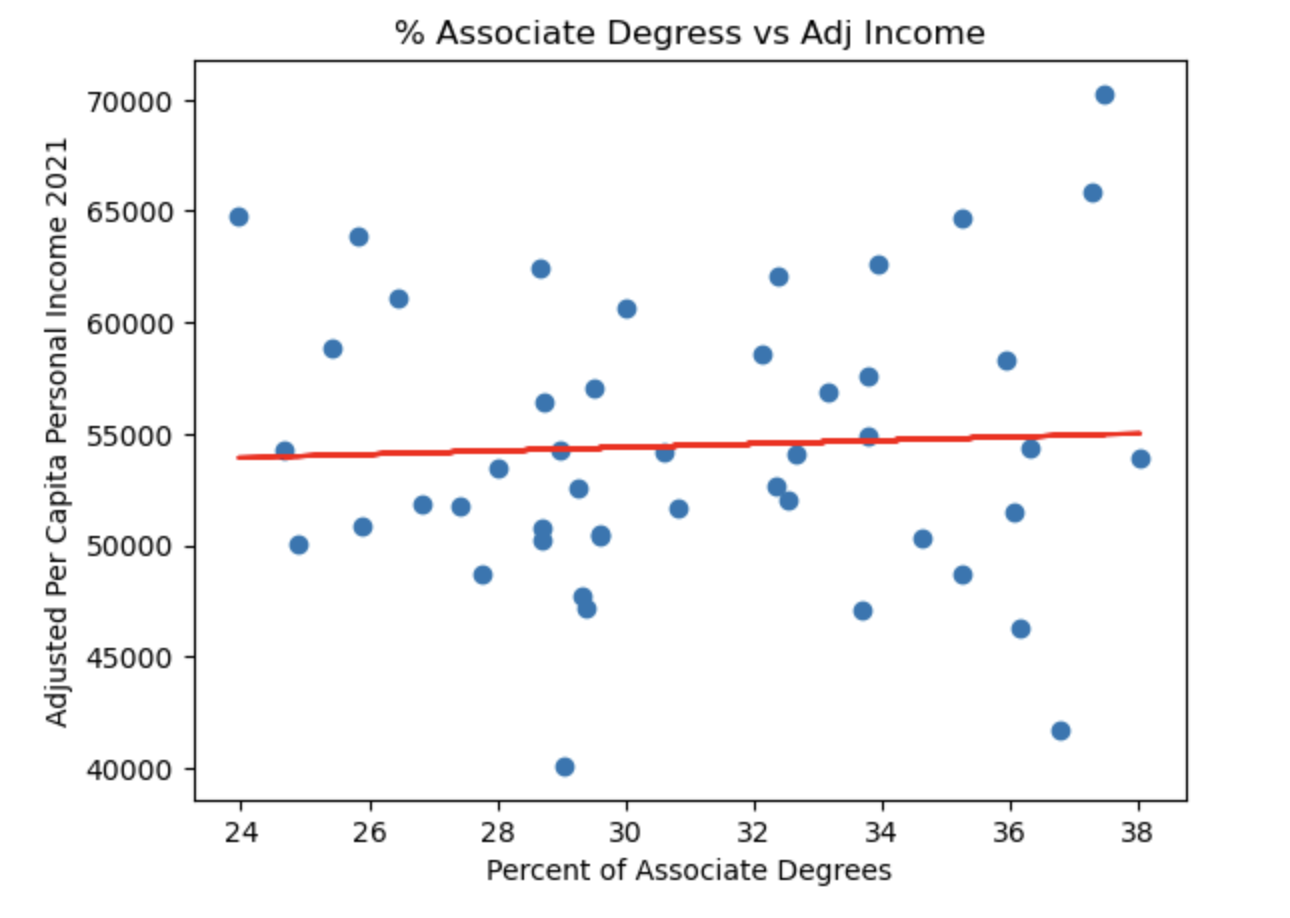 % Associate Degress vs Adj Income
Adjusted Per Capita Personal Income 2021
70000
65000
60000
55000
50000
45000
40000
24 26 28 30 32 34 36 38
Percent of Associate Degrees